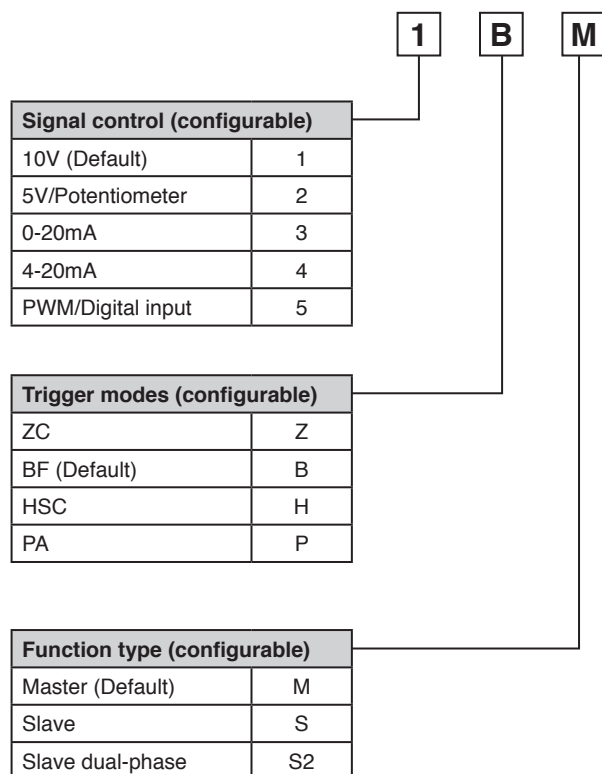 1 B M
Signal control (configurable)
10V (Default) 1
5V/Potentiometer 2
0-20mA 3
4-20mA 4
PWM/Digital input 5
Trigger modes (configurable)
ZC Z
BF (Default) B
HSC H
PA P
Function type (configurable)
Master (Default) M
Slave S
Slave dual-phase S2